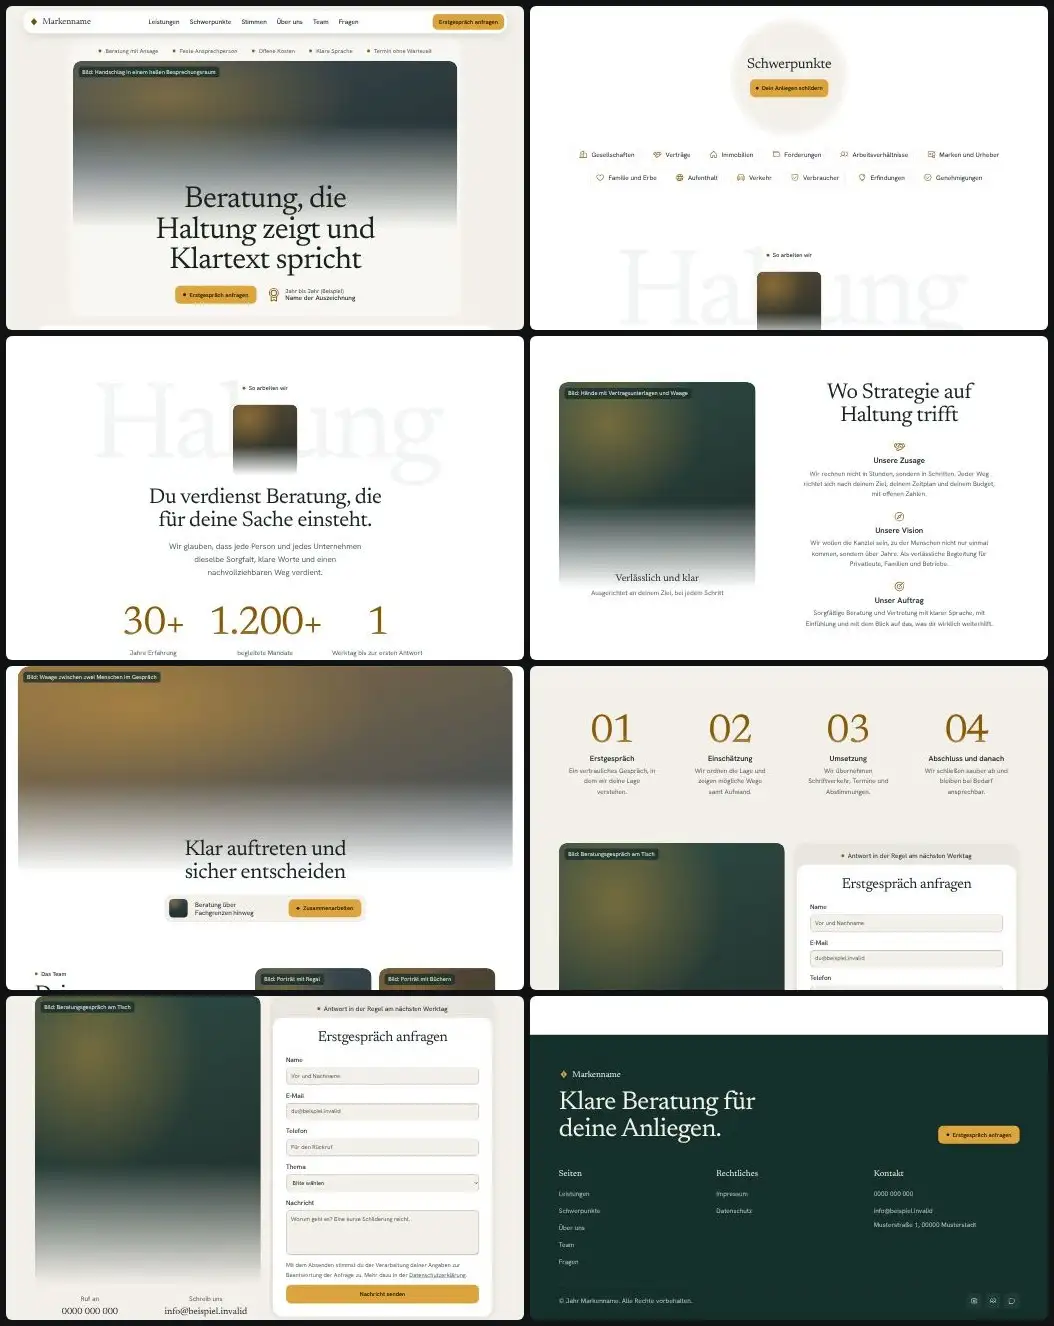 Markenname
Leistungen Schwerpunkte Stimmen Über uns Team Fragen
Erstgespräch anfragen
Beratung mit Ansage Feste Ansprechperson Offene Kosten Klare Sprache Termin ohne Wartezeit
Bild: Handschlag in einem hellen Besprechungsraum
Beratung, die
Haltung zeigt und
Klartext spricht
Erstgespräch anfragen
Jahr bis Jahr (Beispiel)
Name der Auszeichnung
Schwerpunkte
Dein Anliegen schildern
Gesellschaften Verträge Immobilien Forderungen Arbeitsverhältnisse Marken und Urheber
Familie und Erbe Aufenthalt Verkehr Verbraucher Erfindungen Genehmigungen
Haltung
So arbeiten wir
So arbeiten wir
Haltung
Du verdienst Beratung, die
für deine Sache einsteht.
Wir glauben, dass jede Person und jedes Unternehmen
dieselbe Sorgfalt, klare Worte und einen
nachvollziehbaren Weg verdient.
30+ 1.200+ 1
Jahre Erfahrung begleitete Mandate Werktag bis zur ersten Antwort
Bild: Hände mit Vertragsunterlagen und Waage
Verlässlich und klar
Ausgerichtet an deinem Ziel, bei jedem Schritt
Wo Strategie auf
Haltung trifft
Unsere Zusage
Wir rechnen nicht in Stunden, sondern in Schritten. Jeder Weg
richtet sich nach deinem Ziel, deinem Zeitplan und deinem Budget,
mit offenen Zahlen.
Unsere Vision
Wir wollen die Kanzlei sein, zu der Menschen nicht nur einmal
kommen, sondern über Jahre. Als verlässliche Begleitung für
Privatleute, Familien und Betriebe.
Unser Auftrag
Sorgfältige Beratung und Vertretung mit klarer Sprache, mit
Einfühlung und mit dem Blick auf das, was dir wirklich weiterhilft.
Bild: Waage zwischen zwei Menschen im Gespräch
Klar auftreten und
sicher entscheiden
Beratung über
Fachgrenzen hinweg
Zusammenarbeiten
Das Team
Bild: Porträt mit Regal
Bild: Porträt mit Büchern
01 02 03 04
Erstgespräch Einschätzung Umsetzung Abschluss und danach
Ein vertrauliches Gespräch, in
dem wir deine Lage
verstehen.
Wir ordnen die Lage und
zeigen mögliche Wege
samt Aufwand.
Wir übernehmen
Schriftverkehr, Termine und
Abstimmungen.
Wir schließen sauber ab und
bleiben bei Bedarf
ansprechbar.
Bild: Beratungsgespräch am Tisch
Antwort in der Regel am nächsten Werktag
Erstgespräch anfragen
Name
Vor und Nachname
E-Mail
du@beispiel.invalid
Telefon
Bild: Beratungsgespräch am Tisch
Ruf an
0000 000 000
Schreib uns
info@beispiel.invalid
Antwort in der Regel am nächsten Werktag
Erstgespräch anfragen
Name
Vor und Nachname
E-Mail
du@beispiel.invalid
Telefon
Für den Rückruf
Thema
Bitte wählen
Nachricht
Worum geht es? Eine kurze Schilderung reicht.
Mit dem Absenden stimmst du der Verarbeitung deiner Angaben zur
Beantwortung der Anfrage zu. Mehr dazu in der Datenschutzerklärung.
Nachricht senden
Markenname
Klare Beratung für
deine Anliegen.
Erstgespräch anfragen
Seiten Rechtliches Kontakt
Leistungen Impressum 0000 000 000
Schwerpunkte Datenschutz info@beispiel.invalid
Über uns Musterstraße 1, 00000 Musterstadt
Team
Fragen
© Jahr Markenname. Alle Rechte vorbehalten.